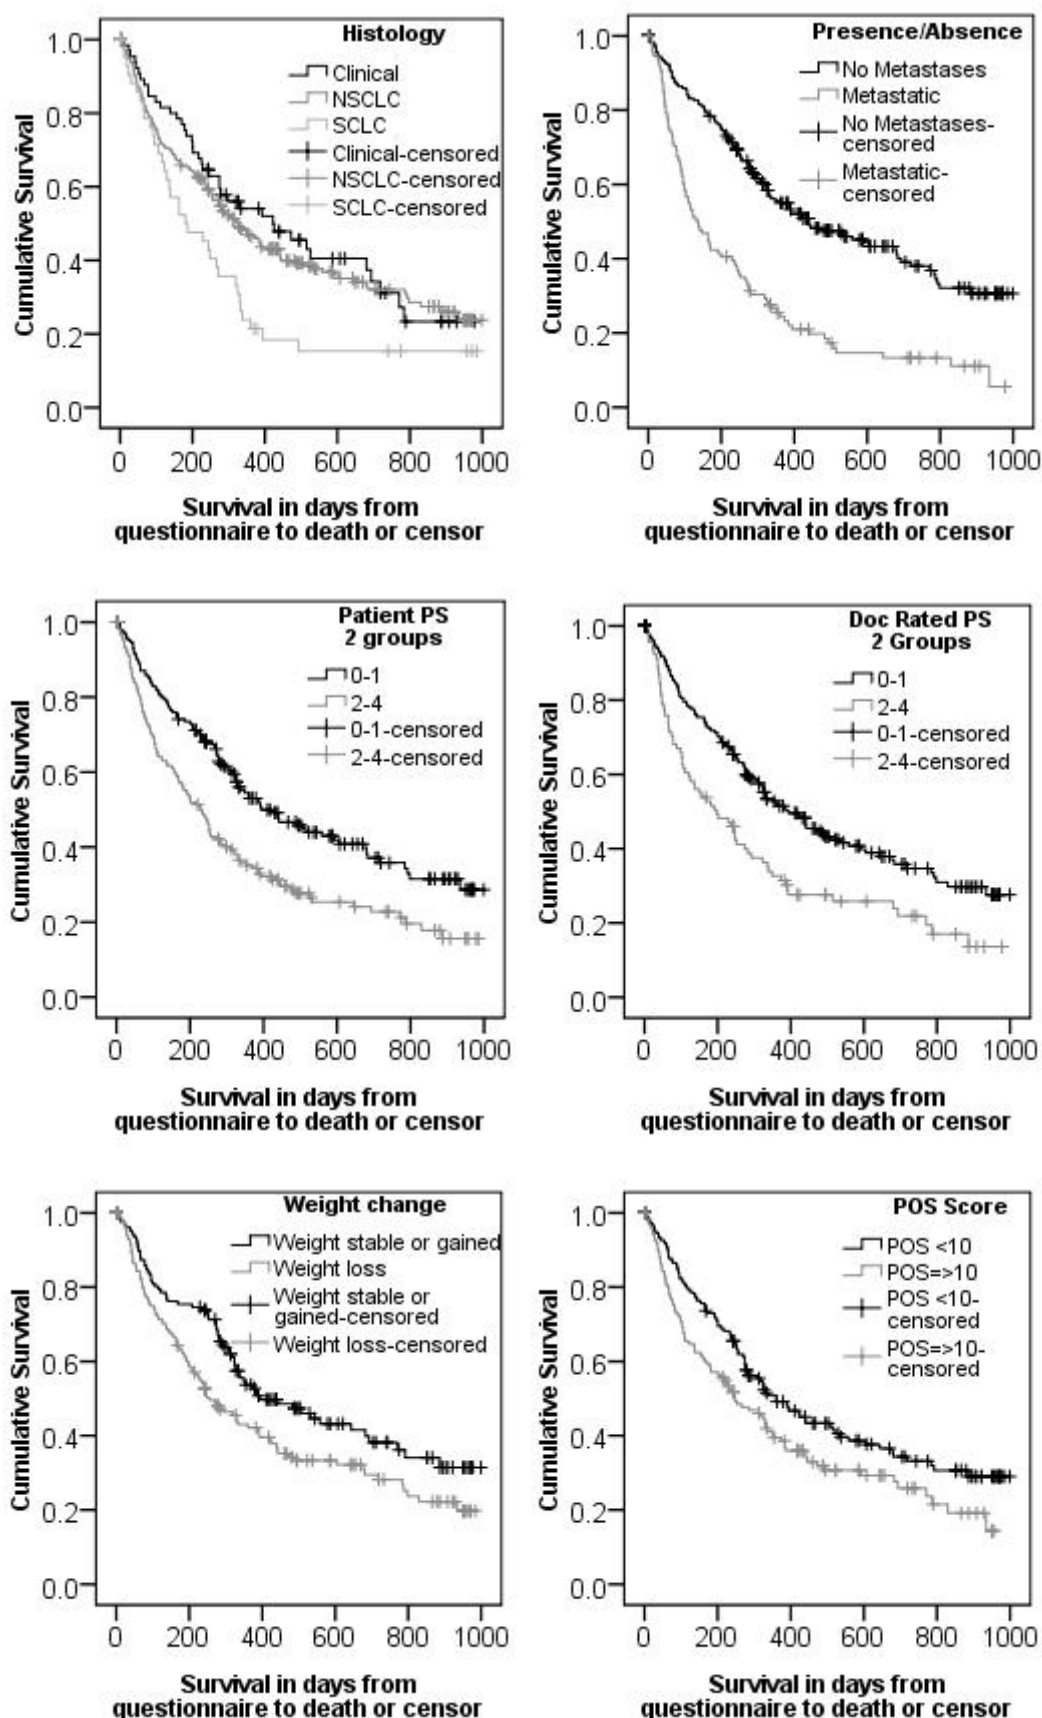 Histology
Clinical
NSCLC
SCLC
Clinical-censored
NSCLC-censored
SCLC-censored
1.0
0.8
0.6
0.4
0.2
0.0
Cumulative Survival
0 200 400 600 800 1000
Survival in days from
questionnaire to death or censor
Presence/Absence
No Metastases
Metastatic
No Metastases-
censored
Metastatic-
censored
1.0
0.8
0.6
0.4
0.2
0.0
Cumulative Survival
0 200 400 600 800 1000
Survival in days from
questionnaire to death or censor
Patient PS
2 groups
0-1
2-4
0-1-censored
2-4-censored
1.0
0.8
0.6
0.4
0.2
0.0
Cumulative Survival
0 200 400 600 800 1000
Survival in days from
questionnaire to death or censor
Doc Rated PS
2 Groups
0-1
2-4
0-1-censored
2-4-censored
1.0
0.8
0.6
0.4
0.2
0.0
Cumulative Survival
0 200 400 600 800 1000
Survival in days from
questionnaire to death or censor
Weight change
Weight stable or gained
Weight loss
Weight stable or
gained-censored
Weight loss-censored
1.0
0.8
0.6
0.4
0.2
0.0
Cumulative Survival
0 200 400 600 800 1000
Survival in days from
questionnaire to death or censor
POS Score
POS <10
POS=>10
POS <10-
censored
POS=>10-
censored
1.0
0.8
0.6
0.4
0.2
0.0
Cumulative Survival
0 200 400 600 800 1000
Survival in days from
questionnaire to death or censor